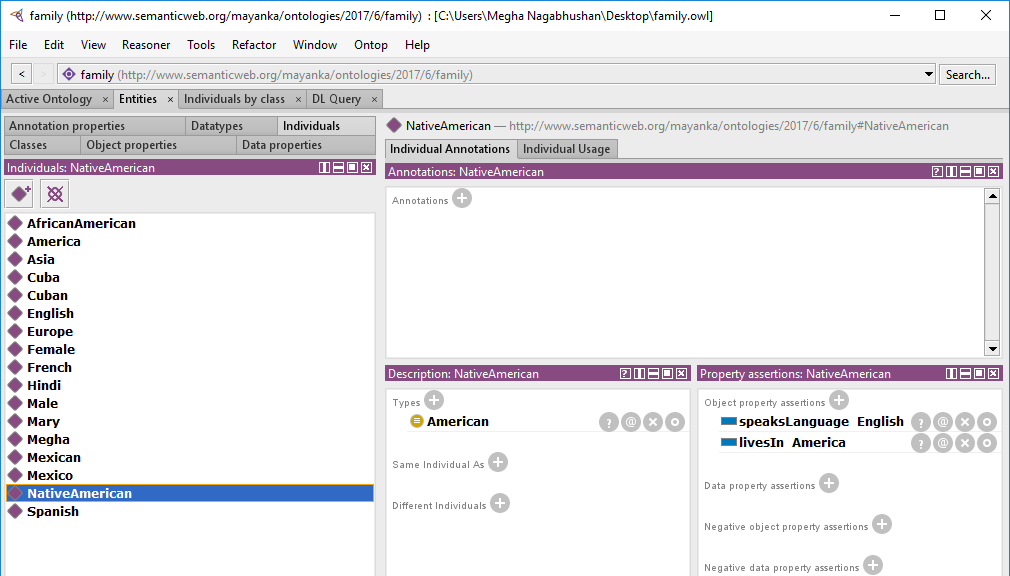 family (http://www.semanticweb.org/mayanka/ontologies/2017/6/family) : [C:\Users\Megha Nagabhushan\Desktop\family.owl]
File Edit View Reasoner Tools Refactor Window Ontop Help
< > family (http://www.semanticweb.org/mayanka/ontologies/2017/6/family) Search...
Active Ontology × Entities × Individuals by class × DL Query ×
Annotation properties Datatypes Individuals
Classes Object properties Data properties
Individuals: NativeAmerican
AfricanAmerican
America
Asia
Cuba
Cuban
English
Europe
Female
French
Hindi
Male
Mary
Megha
Mexican
Mexico
NativeAmerican
Spanish
NativeAmerican — http://www.semanticweb.org/mayanka/ontologies/2017/6/family#NativeAmerican
Individual Annotations Individual Usage
Annotations: NativeAmerican
Annotations
Description: NativeAmerican
Types
American
Same Individual As
Different Individuals
Property assertions: NativeAmerican
Object property assertions
speaksLanguage English
livesIn America
Data property assertions
Negative object property assertions
Negative data property assertions